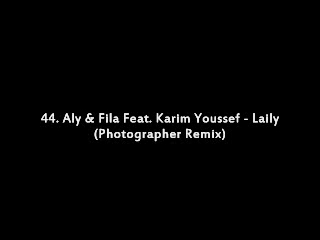 44. Aly & Fila Feat. Karim Youssef - Laily
(Photographer Remix)